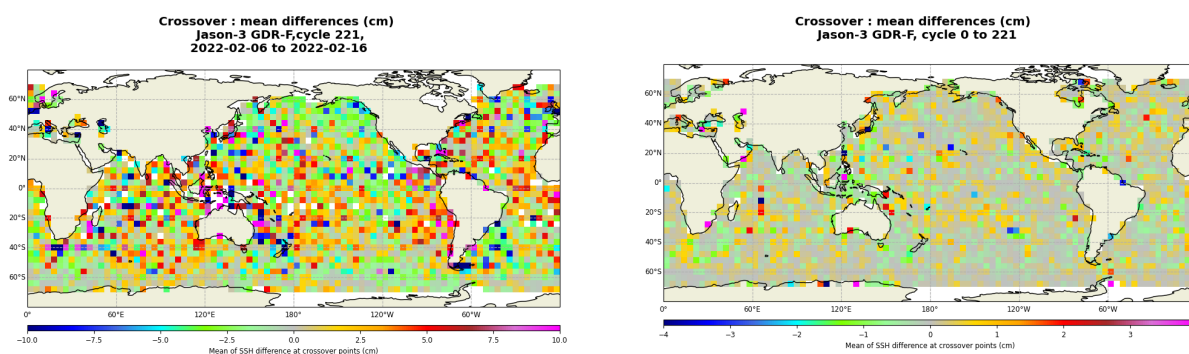 Crossover : mean differences (cm)
Jason-3 GDR-F,cycle 221,
2022-02-06 to 2022-02-16
60°N
40°N
20°N
0°
20°S
40°S
60°S
0° 60°E 120°E 180° 120°W 60°W 0°
−10.0 −7.5 −5.0 −2.5 0.0 2.5 5.0 7.5 10.0
Mean of SSH difference at crossover points (cm)
Crossover : mean differences (cm)
Jason-3 GDR-F, cycle 0 to 221
60°N
40°N
20°N
0°
20°S
40°S
60°S
0° 60°E 120°E 180° 120°W 60°W
−4 −3 −2 −1 0 1 2 3
Mean of SSH difference at crossover points (cm)